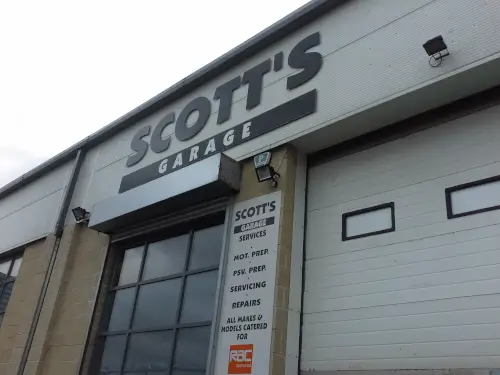 SCOTT'S
GARAGE
SCOTT'S
GARAGE
SERVICES
MOT. PREP.
PSV. PREP.
SERVICING
REPAIRS
ALL MAKES &
MODELS CATERED
FOR
RAC